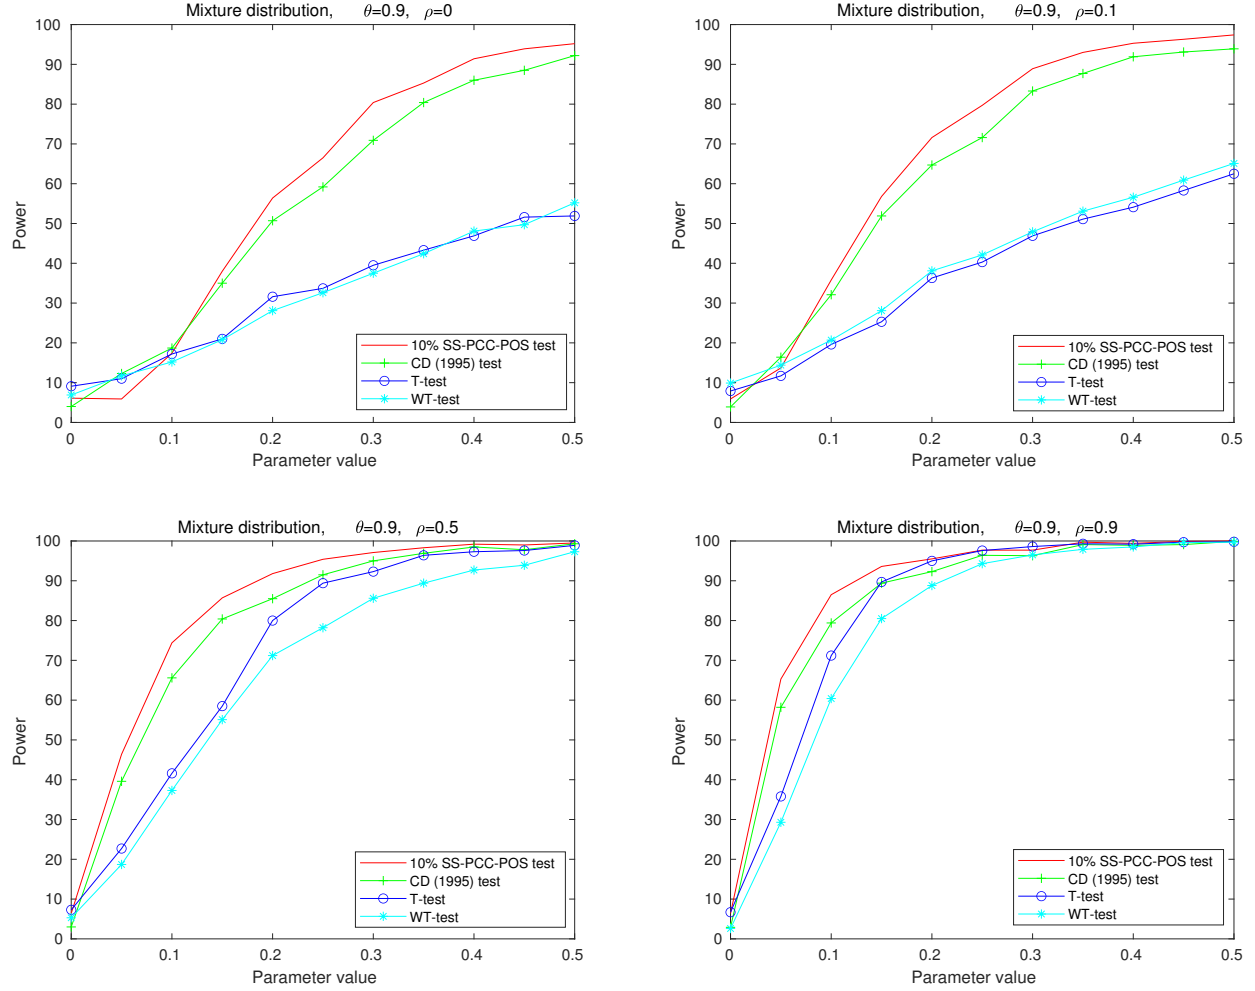 Mixture distribution, θ=0.9, ρ=0
100
90
80
70
60
50
40
30
20
10
0
Power
0 0.1 0.2 0.3 0.4 0.5
Parameter value
10% SS-PCC-POS test
CD (1995) test
T-test
WT-test
Mixture distribution, θ=0.9, ρ=0.1
100
90
80
70
60
50
40
30
20
10
0
Power
0 0.1 0.2 0.3 0.4 0.5
Parameter value
10% SS-PCC-POS test
CD (1995) test
T-test
WT-test
Mixture distribution, θ=0.9, ρ=0.5
100
90
80
70
60
50
40
30
20
10
0
Power
0 0.1 0.2 0.3 0.4 0.5
Parameter value
10% SS-PCC-POS test
CD (1995) test
T-test
WT-test
Mixture distribution, θ=0.9, ρ=0.9
100
90
80
70
60
50
40
30
20
10
0
Power
0 0.1 0.2 0.3 0.4 0.5
Parameter value
10% SS-PCC-POS test
CD (1995) test
T-test
WT-test